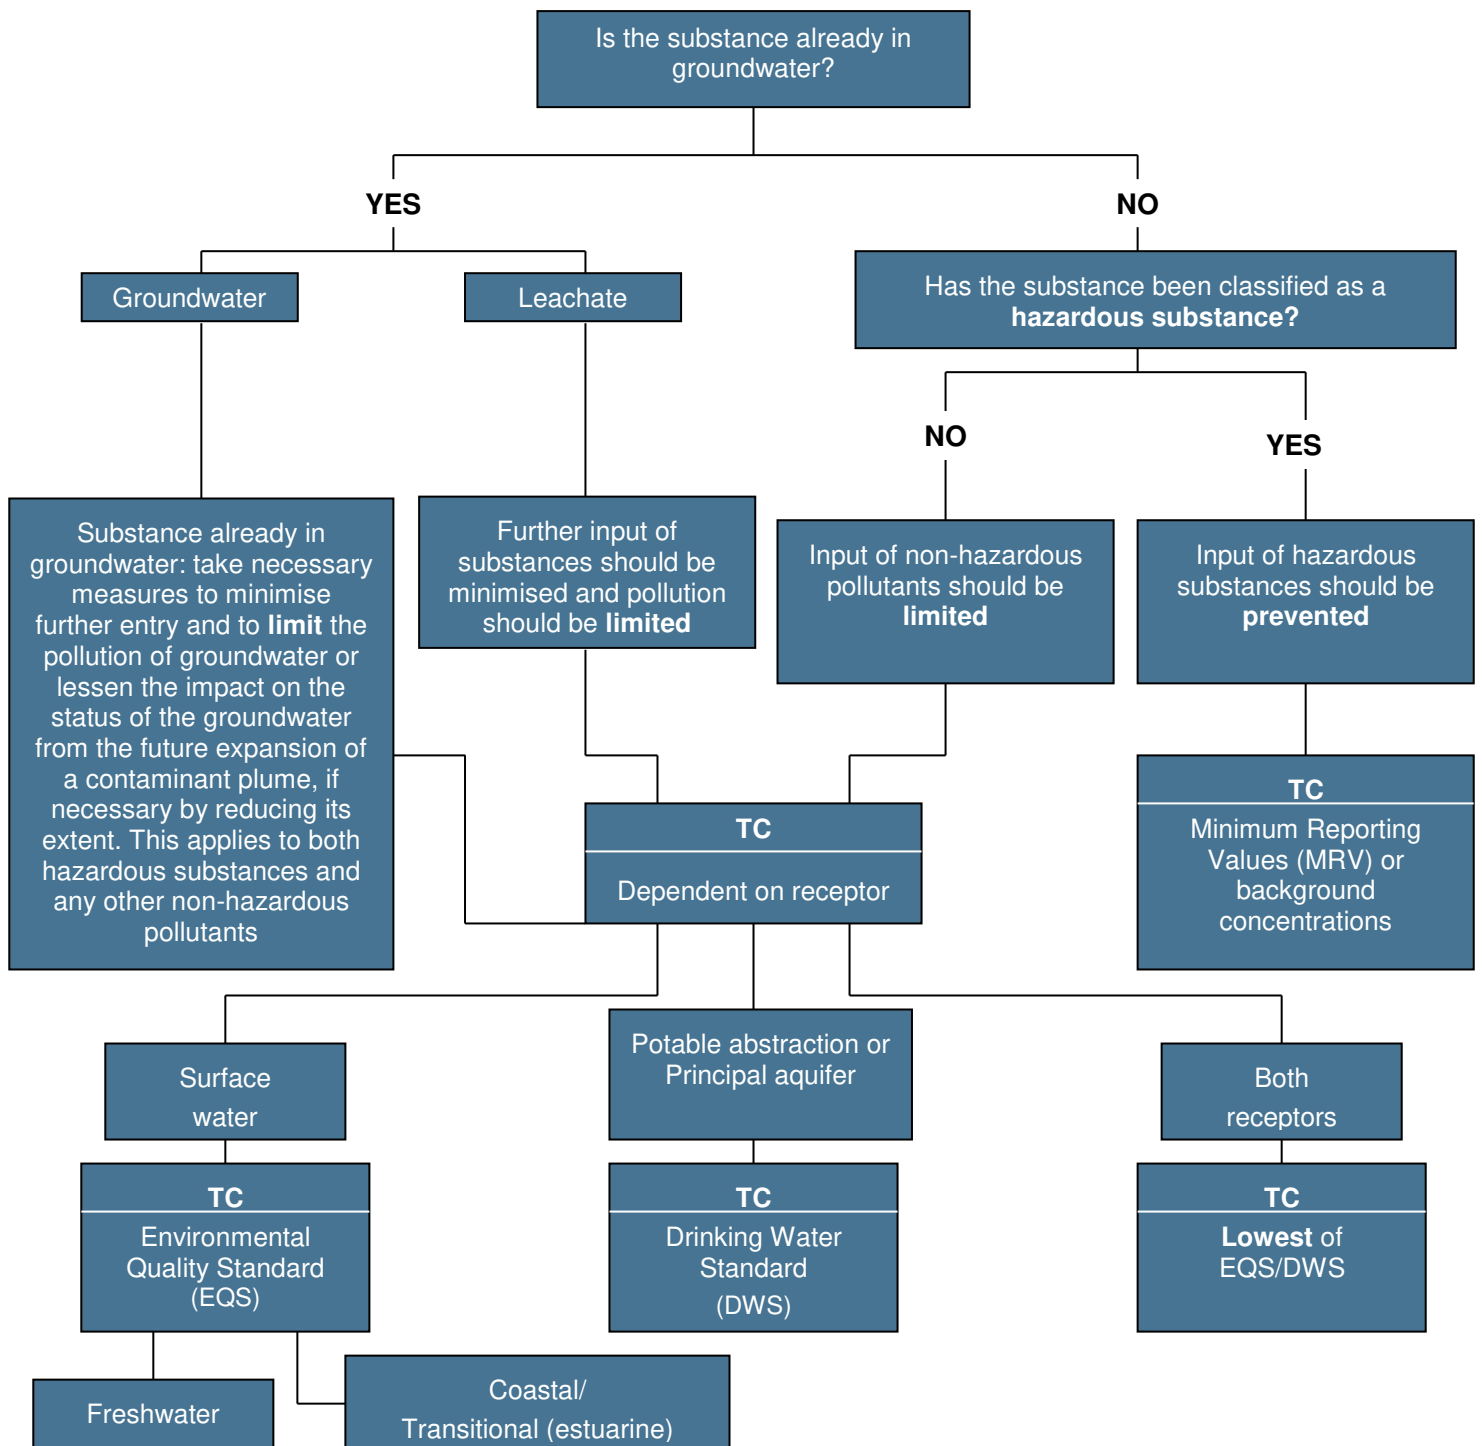 Is the substance already in
groundwater?
YES
NO
Groundwater
Leachate
Has the substance been classified as a
hazardous substance?
NO
YES
Substance already in
groundwater: take necessary
measures to minimise
further entry and to limit the
pollution of groundwater or
lessen the impact on the
status of the groundwater
from the future expansion of
a contaminant plume, if
necessary by reducing its
extent. This applies to both
hazardous substances and
any other non-hazardous
pollutants
Further input of
substances should be
minimised and pollution
should be limited
Input of non-hazardous
pollutants should be
limited
Input of hazardous
substances should be
prevented
TC
Dependent on receptor
TC
Minimum Reporting
Values (MRV) or
background
concentrations
Surface
water
Potable abstraction or
Principal aquifer
Both
receptors
TC
Environmental
Quality Standard
(EQS)
TC
Drinking Water
Standard
(DWS)
TC
Lowest of
EQS/DWS
Freshwater
Coastal/
Transitional (estuarine)